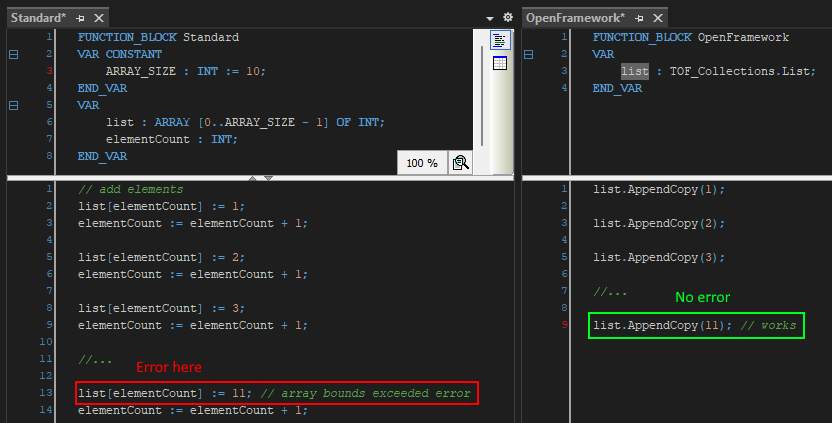 Standard*
1 FUNCTION_BLOCK Standard
2 VAR CONSTANT
3 ARRAY_SIZE : INT := 10;
4 END_VAR
5 VAR
6 list : ARRAY [0..ARRAY_SIZE - 1] OF INT;
7 elementCount : INT;
8 END_VAR
100 %
1 // add elements
2 list[elementCount] := 1;
3 elementCount := elementCount + 1;
4
5 list[elementCount] := 2;
6 elementCount := elementCount + 1;
7
8 list[elementCount] := 3;
9 elementCount := elementCount + 1;
10
11 //...
Error here
12
13 list[elementCount] := 11; // array bounds exceeded error
14 elementCount := elementCount + 1;
OpenFramework*
1 FUNCTION_BLOCK OpenFramework
2 VAR
3 list : TOF_Collections.List;
4 END_VAR
1 list.AppendCopy(1);
2
3 list.AppendCopy(2);
4
5 list.AppendCopy(3);
6
7 //...
No error
8
9 list.AppendCopy(11); // works